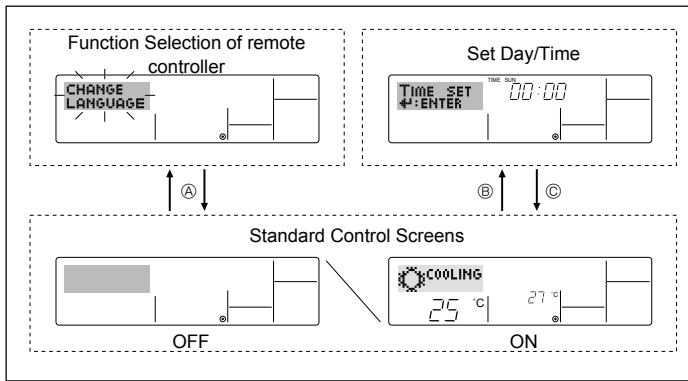 Function Selection of remote
controller
CHANGE
LANGUAGE
Set Day/Time
TIME SUN
TIME SET 00:00
↵:ENTER
Ⓐ
Ⓑ
Ⓒ
Standard Control Screens
OFF
COOLING
25 °C
27 °C
ON